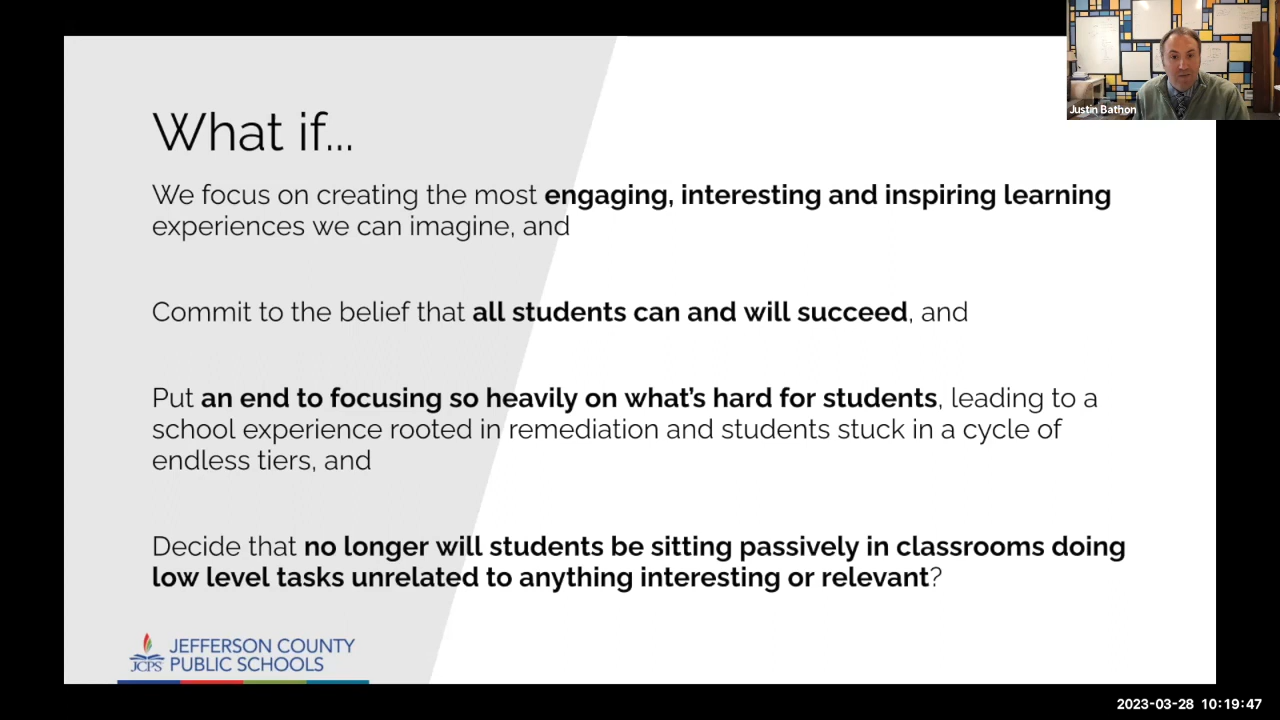 Justin Bathon
What if...
We focus on creating the most engaging, interesting and inspiring learning
experiences we can imagine, and
Commit to the belief that all students can and will succeed, and
Put an end to focusing so heavily on what's hard for students, leading to a
school experience rooted in remediation and students stuck in a cycle of
endless tiers, and
Decide that no longer will students be sitting passively in classrooms doing
low level tasks unrelated to anything interesting or relevant?
JCPS
JEFFERSON COUNTY
PUBLIC SCHOOLS
2023-03-28 10:19:47